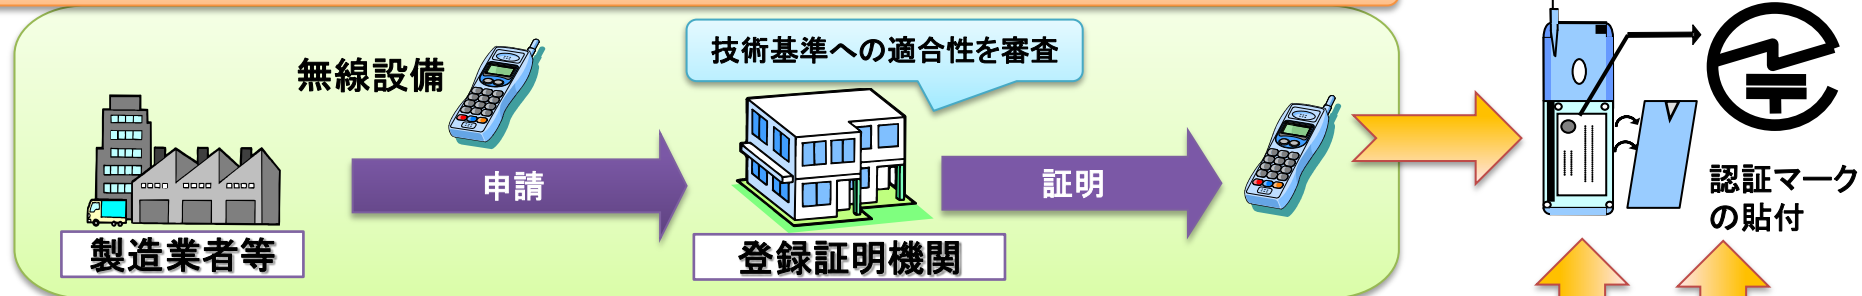 技術基準への適合性を審査
無線設備
申請
証明
製造業者等
登録証明機関
認証マーク
の貼付